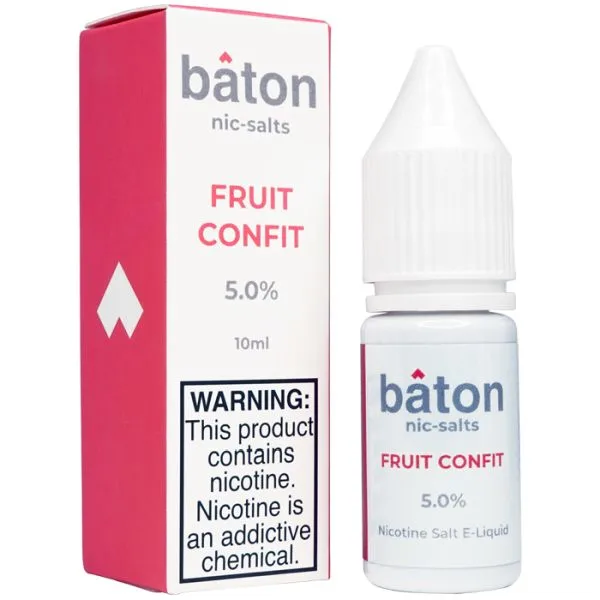 bâton
nic-salts
FRUIT
CONFIT
5.0%
10ml
WARNING:
This product
contains
nicotine.
Nicotine is
an addictive
chemical.
bâton
nic-salts
FRUIT CONFIT
5.0%
Nicotine Salt E-Liquid